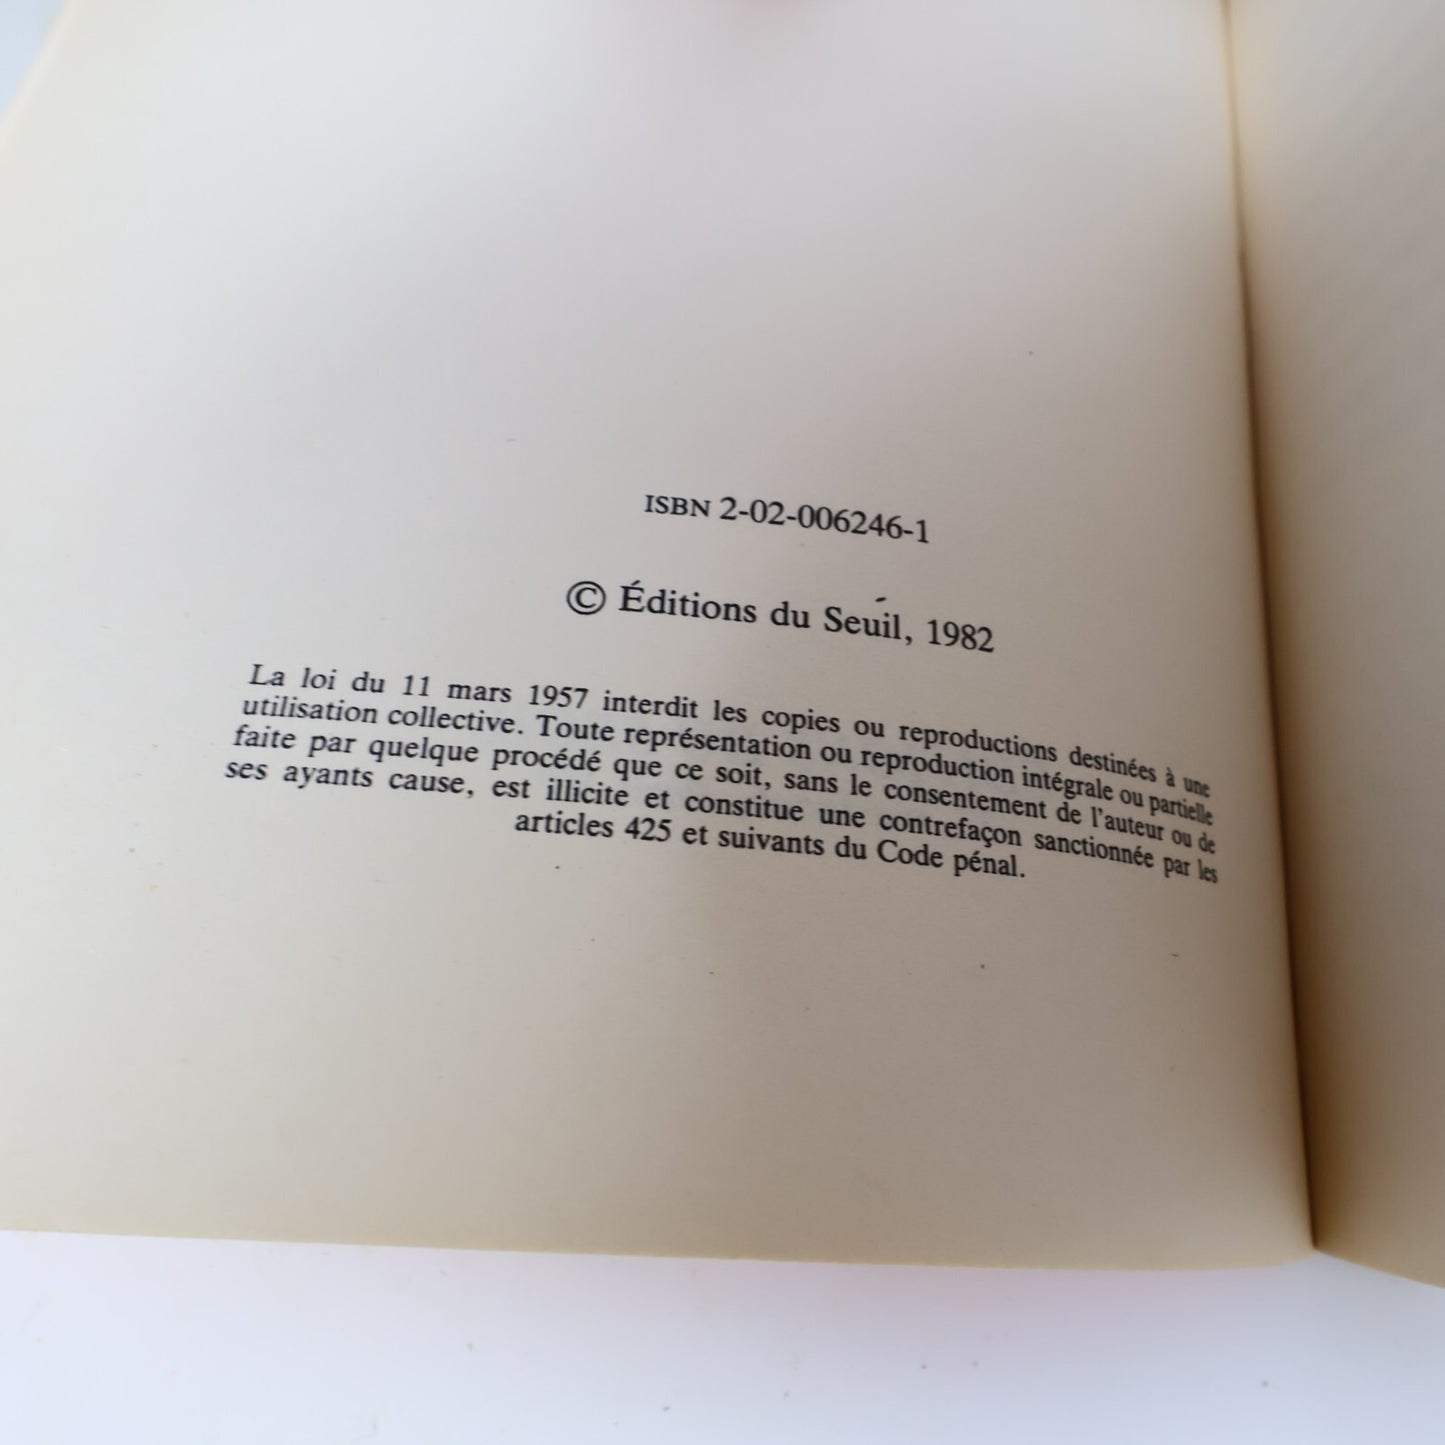 ISBN 2-02-006246-1
© Éditions du Seuil, 1982
La loi du 11 mars 1957 interdit les copies ou reproductions destinées à une
utilisation collective. Toute représentation ou reproduction intégrale ou partielle
faite par quelque procédé que ce soit, sans le consentement de l'auteur ou de
ses ayants cause, est illicite et constitue une contrefaçon sanctionnée par les
articles 425 et suivants du Code pénal.